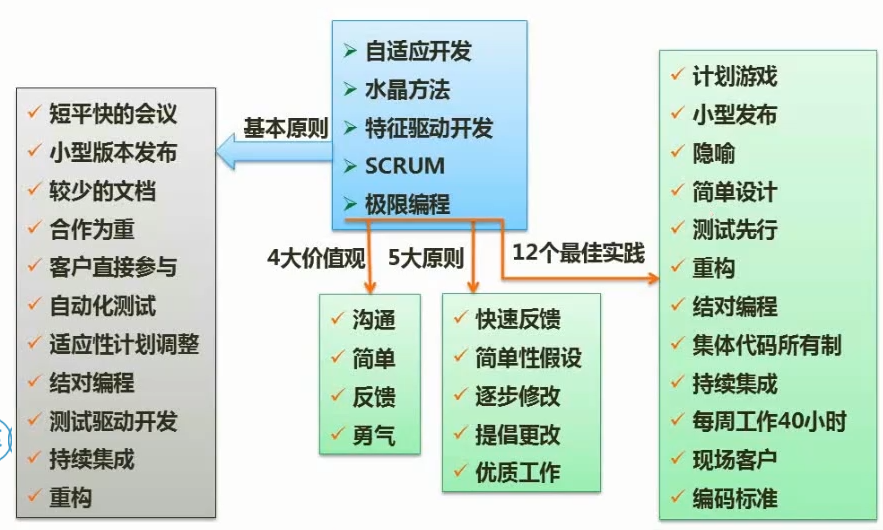 自适应开发
水晶方法
特征驱动开发
SCRUM
极限编程
基本原则
短平快的会议
小型版本发布
较少的文档
合作为重
客户直接参与
自动化测试
适应性计划调整
结对编程
测试驱动开发
持续集成
重构
4大价值观
沟通
简单
反馈
勇气
5大原则
快速反馈
简单性假设
逐步修改
提倡更改
优质工作
12个最佳实践
计划游戏
小型发布
隐喻
简单设计
测试先行
重构
结对编程
集体代码所有制
持续集成
每周工作40小时
现场客户
编码标准